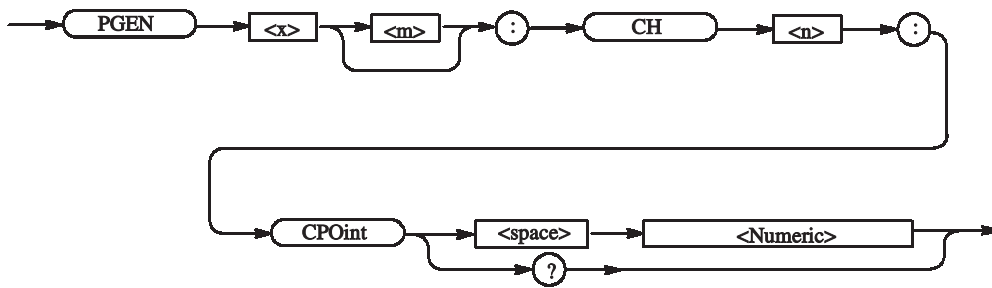 PGEN <x> <m> : CH <n> :
CPOint <space> <Numeric>
?